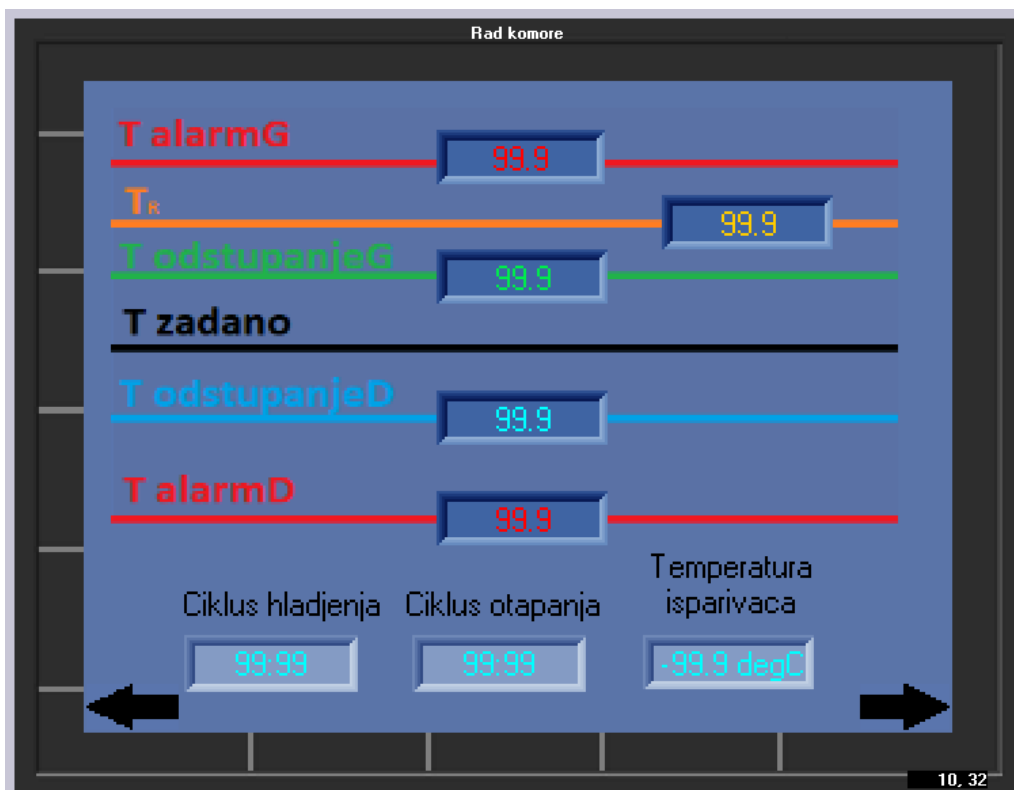 Rad komore
T alarmG
99.9
TR
99.9
T odstupanjeG
99.9
T zadano
T odstupanjeD
99.9
T alarmD
99.9
Temperatura
Ciklus hladjenja Ciklus otapanja isparivaca
99:99 99:99 -99.9 degC
10, 32